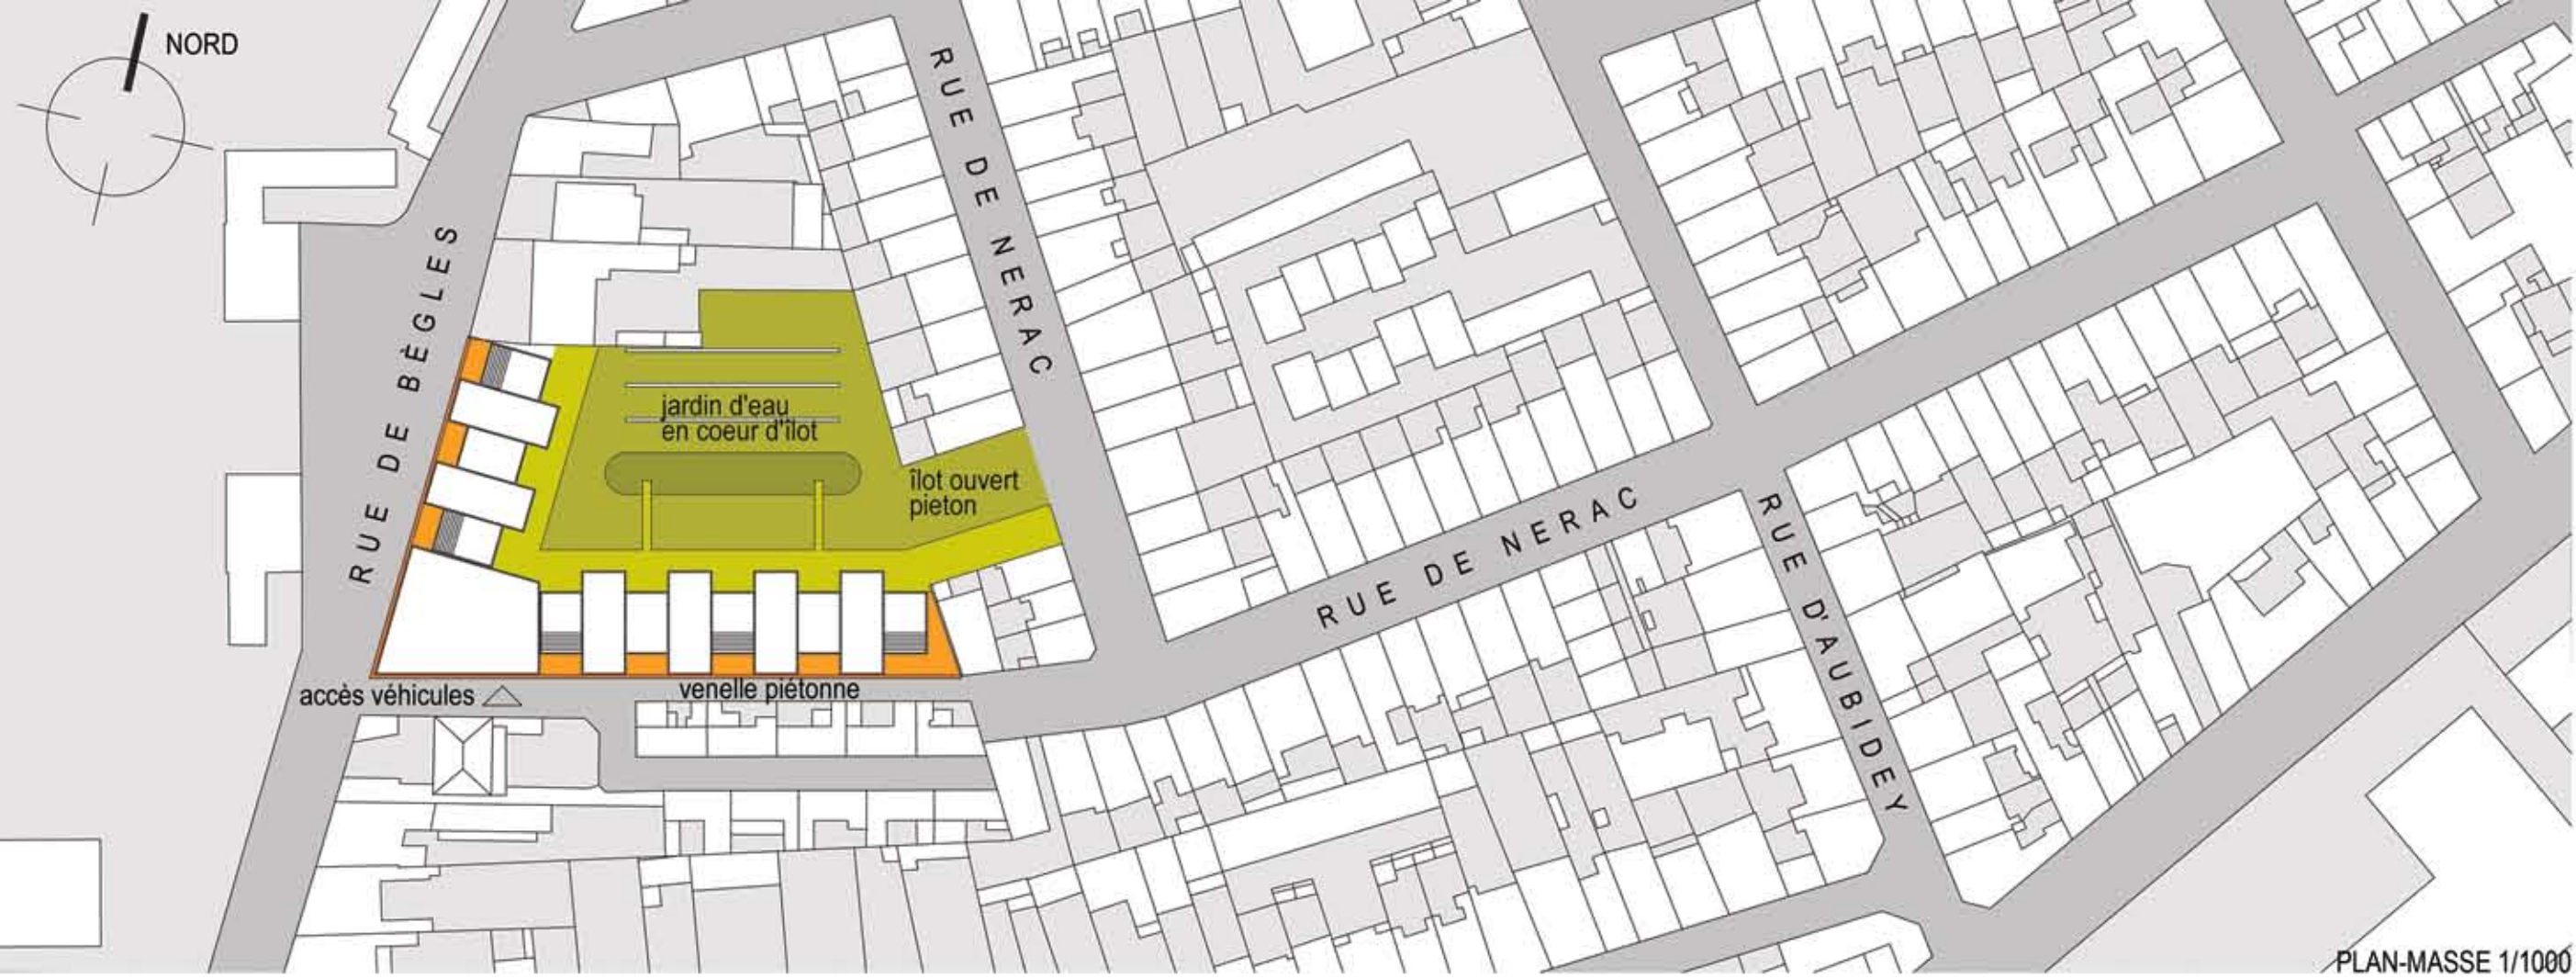 NORD
RUE DE NERAC
RUE DE BÈGLES
jardin d'eau
en coeur d'îlot
îlot ouvert
pieton
RUE DE NERAC
RUE D'AUBIDEY
accès véhicules
venelle piétonne
PLAN-MASSE 1/1000